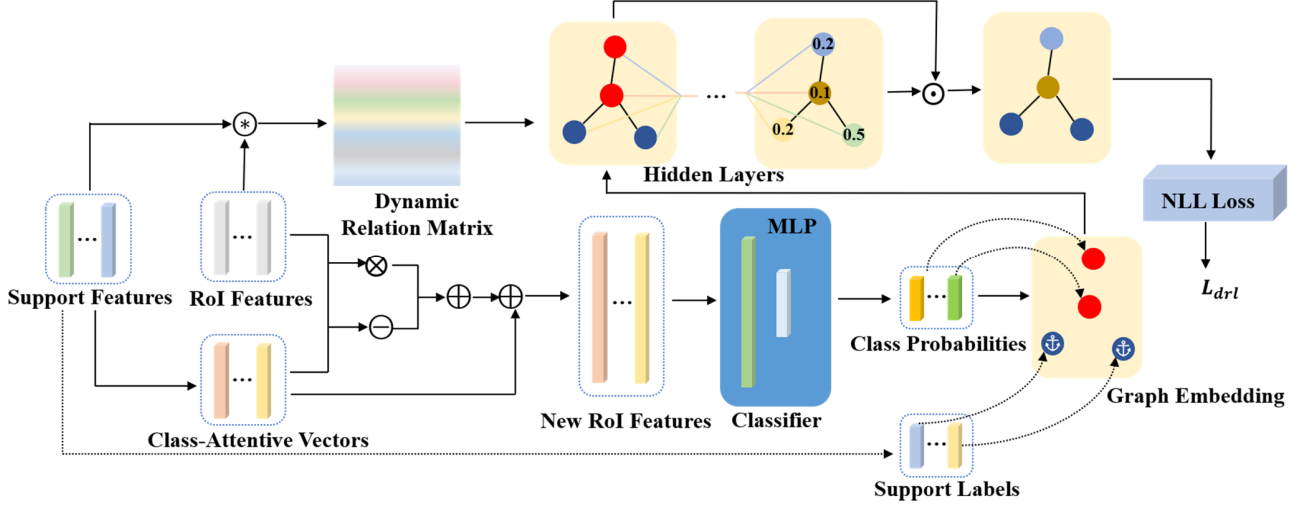 0.2
0.1
0.2
0.5
...
Hidden Layers
Dynamic
Relation Matrix
NLL Loss
L_drl
MLP
...
Support Features
...
RoI Features
...
Class-Attentive Vectors
...
New RoI Features
Classifier
...
Class Probabilities
Graph Embedding
...
Support Labels